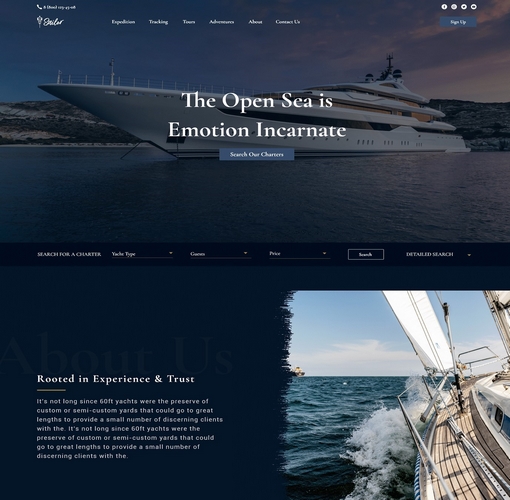 8 (800) 123-45-08
Sailor
Expedition Tracking Tours Adventures About Contact Us
Sign Up
The Open Sea is
Emotion Incarnate
Search Our Charters
SEARCH FOR A CHARTER Yacht Type Guests Price Search DETAILED SEARCH
About Us
Rooted in Experience & Trust
It's not long since 60ft yachts were the preserve of
custom or semi-custom yards that could go to great
lengths to provide a small number of discerning clients
with the. It's not long since 60ft yachts were the
preserve of custom or semi-custom yards that could
go to great lengths to provide a small number of
discerning clients with the.